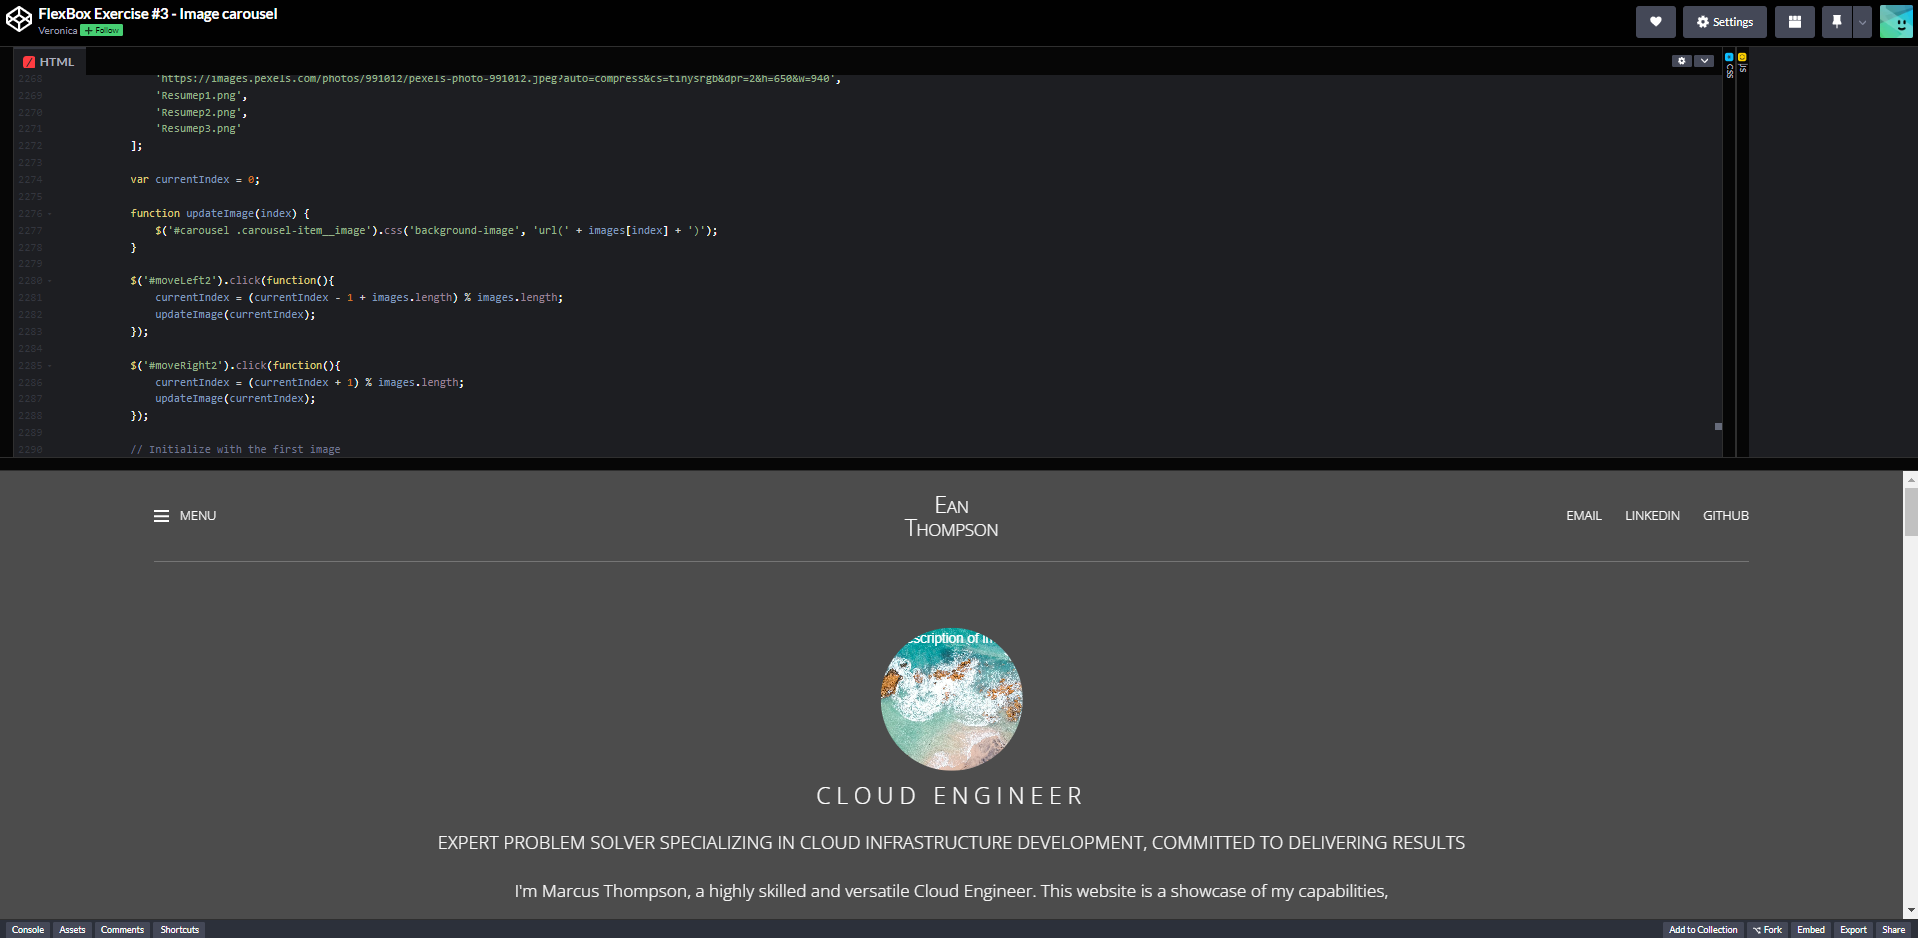 FlexBox Exercise #3 - Image carousel
Veronica + Follow
Settings
HTML
CSS
JS
2268 'https://images.pexels.com/photos/991012/pexels-photo-991012.jpeg?auto=compress&cs=tinysrgb&dpr=2&h=650&w=940',
2269 'Resumep1.png',
2270 'Resumep2.png',
2271 'Resumep3.png'
2272 ];
2273
2274 var currentIndex = 0;
2275
2276 function updateImage(index) {
2277 $('#carousel .carousel-item__image').css('background-image', 'url(' + images[index] + ')');
2278 }
2279
2280 $('#moveLeft2').click(function(){
2281 currentIndex = (currentIndex - 1 + images.length) % images.length;
2282 updateImage(currentIndex);
2283 });
2284
2285 $('#moveRight2').click(function(){
2286 currentIndex = (currentIndex + 1) % images.length;
2287 updateImage(currentIndex);
2288 });
2289
2290 // Initialize with the first image
MENU
Ean
Thompson
EMAIL LINKEDIN GITHUB
scription of
CLOUD ENGINEER
EXPERT PROBLEM SOLVER SPECIALIZING IN CLOUD INFRASTRUCTURE DEVELOPMENT, COMMITTED TO DELIVERING RESULTS
I'm Marcus Thompson, a highly skilled and versatile Cloud Engineer. This website is a showcase of my capabilities,
Console Assets Comments Shortcuts
Add to Collection Fork Embed Export Share